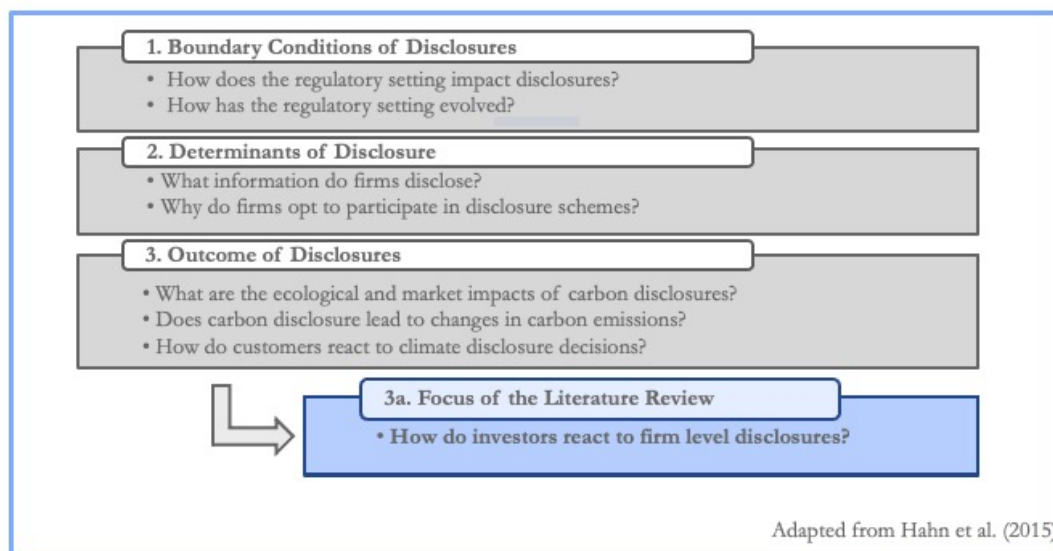 1. Boundary Conditions of Disclosures
• How does the regulatory setting impact disclosures?
• How has the regulatory setting evolved?
2. Determinants of Disclosure
• What information do firms disclose?
• Why do firms opt to participate in disclosure schemes?
3. Outcome of Disclosures
• What are the ecological and market impacts of carbon disclosures?
• Does carbon disclosure lead to changes in carbon emissions?
• How do customers react to climate disclosure decisions?
3a. Focus of the Literature Review
• How do investors react to firm level disclosures?
Adapted from Hahn et al. (2015)